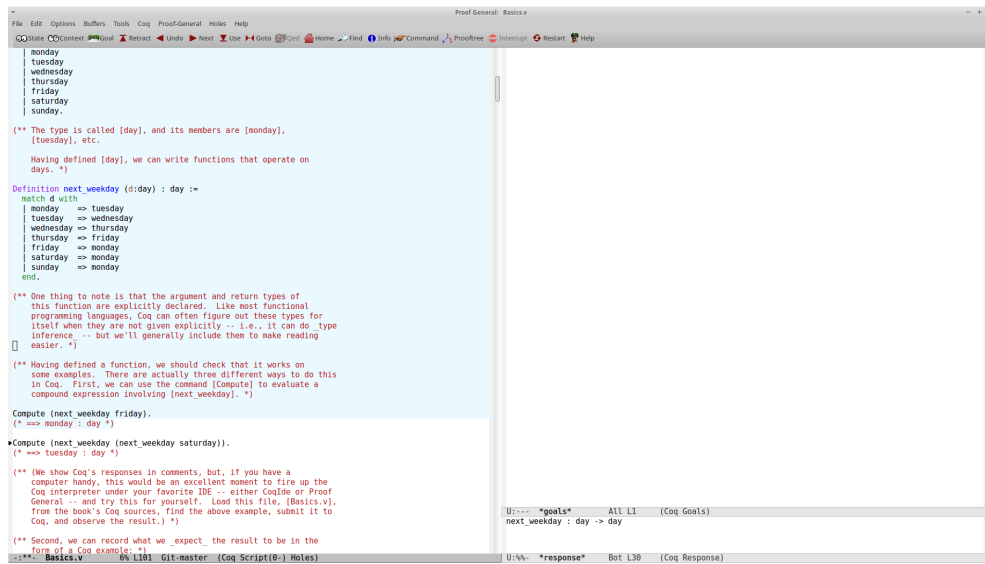 Proof General: Basics.v
File Edit Options Buffers Tools Coq Proof-General Holes Help
State Context Goal Retract Undo Next Use Goto Qed Home Find Info Command Prooftree Interrupt Restart Help
| monday
| tuesday
| wednesday
| thursday
| friday
| saturday
| sunday.
(** The type is called [day], and its members are [monday],
[tuesday], etc.
Having defined [day], we can write functions that operate on
days. *)
Definition next_weekday (d:day) : day :=
match d with
| monday => tuesday
| tuesday => wednesday
| wednesday => thursday
| thursday => friday
| friday => monday
| saturday => monday
| sunday => monday
end.
(** One thing to note is that the argument and return types of
this function are explicitly declared. Like most functional
programming languages, Coq can often figure out these types for
itself when they are not given explicitly -- i.e., it can do _type
inference_ -- but we'll generally include them to make reading
easier. *)
(** Having defined a function, we should check that it works on
some examples. There are actually three different ways to do this
in Coq. First, we can use the command [Compute] to evaluate a
compound expression involving [next_weekday]. *)
Compute (next_weekday friday).
(* ==> monday : day *)
Compute (next_weekday (next_weekday saturday)).
(* ==> tuesday : day *)
(** (We show Coq's responses in comments, but, if you have a
computer handy, this would be an excellent moment to fire up the
Coq interpreter under your favorite IDE -- either CoqIde or Proof
General -- and try this for yourself. Load this file, [Basics.v],
from the book's Coq sources, find the above example, submit it to
Coq, and observe the result.) *)
(** Second, we can record what we _expect_ the result to be in the
form of a Coq example: *)
-:**- Basics.v 6% L101 Git-master (Coq Script(0-) Holes)
U:--- *goals* All L1 (Coq Goals)
next_weekday : day -> day
U:%%- *response* Bot L30 (Coq Response)